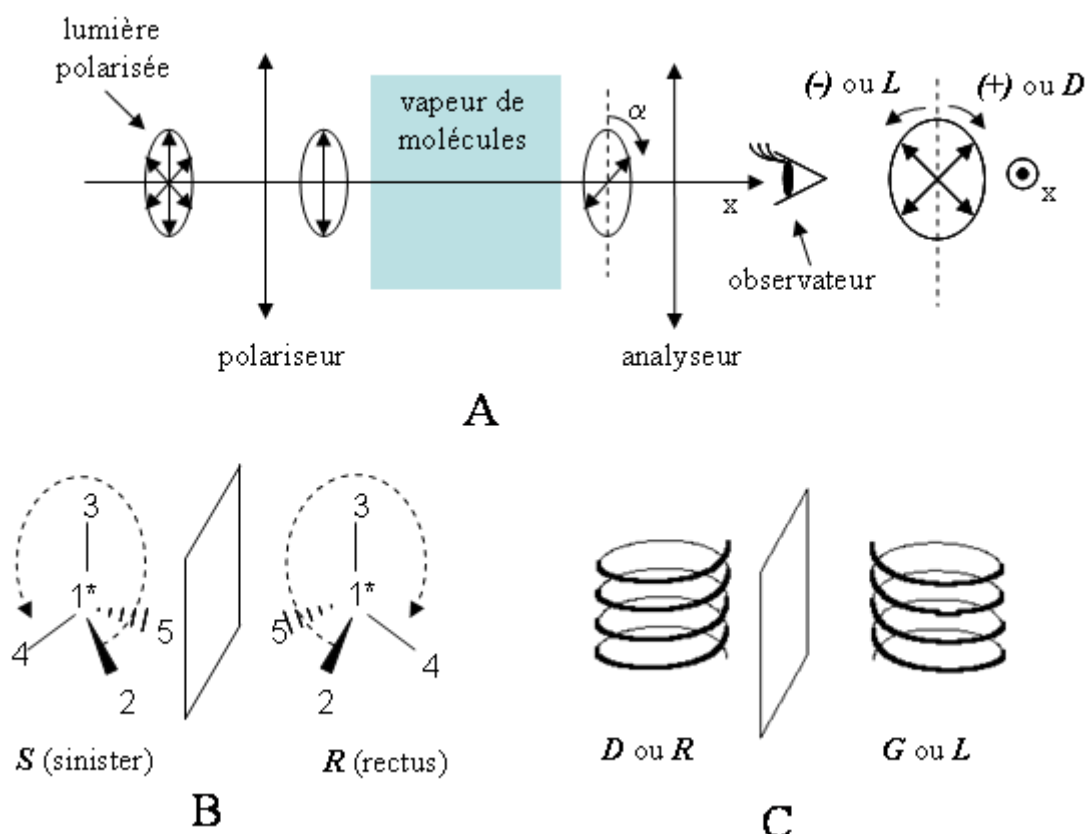 lumière
polarisée
vapeur de
molécules
α
(-) ou L
(+) ou D
x
x
observateur
polariseur
analyseur
A
3
1*
4
5
2
S (sinister)
3
1*
5
4
2
R (rectus)
B
D ou R
G ou L
C